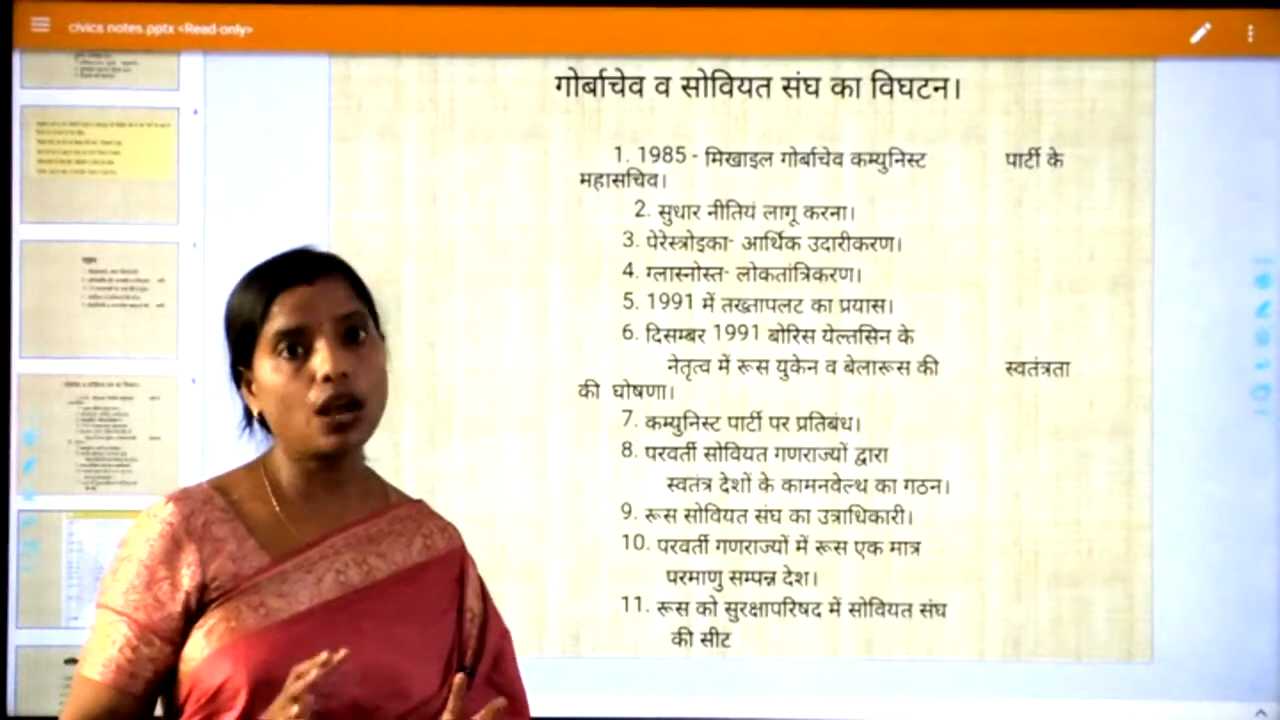 civics notes.pptx <Read-only>
गोर्बाचेव व सोवियत संघ का विघटन।
1. 1985 - मिखाइल गोर्बाचेव कम्युनिस्ट पार्टी के
महासचिव।
2. सुधार नीतियं लागू करना।
3. पेरेस्त्रोइका- आर्थिक उदारीकरण।
4. ग्लास्नोस्त- लोकतांत्रिकरण।
5. 1991 में तख्तापलट का प्रयास।
6. दिसम्बर 1991 बोरिस येल्तसिन के
नेतृत्व में रूस युकेन व बेलारूस की स्वतंत्रता
की घोषणा।
7. कम्युनिस्ट पार्टी पर प्रतिबंध।
8. परवर्ती सोवियत गणराज्यों द्वारा
स्वतंत्र देशों के कामनवेल्थ का गठन।
9. रूस सोवियत संघ का उत्राधिकारी।
10. परवर्ती गणराज्यों में रूस एक मात्र
परमाणु सम्पन्न देश।
11. रूस को सुरक्षापरिषद में सोवियत संघ
की सीट